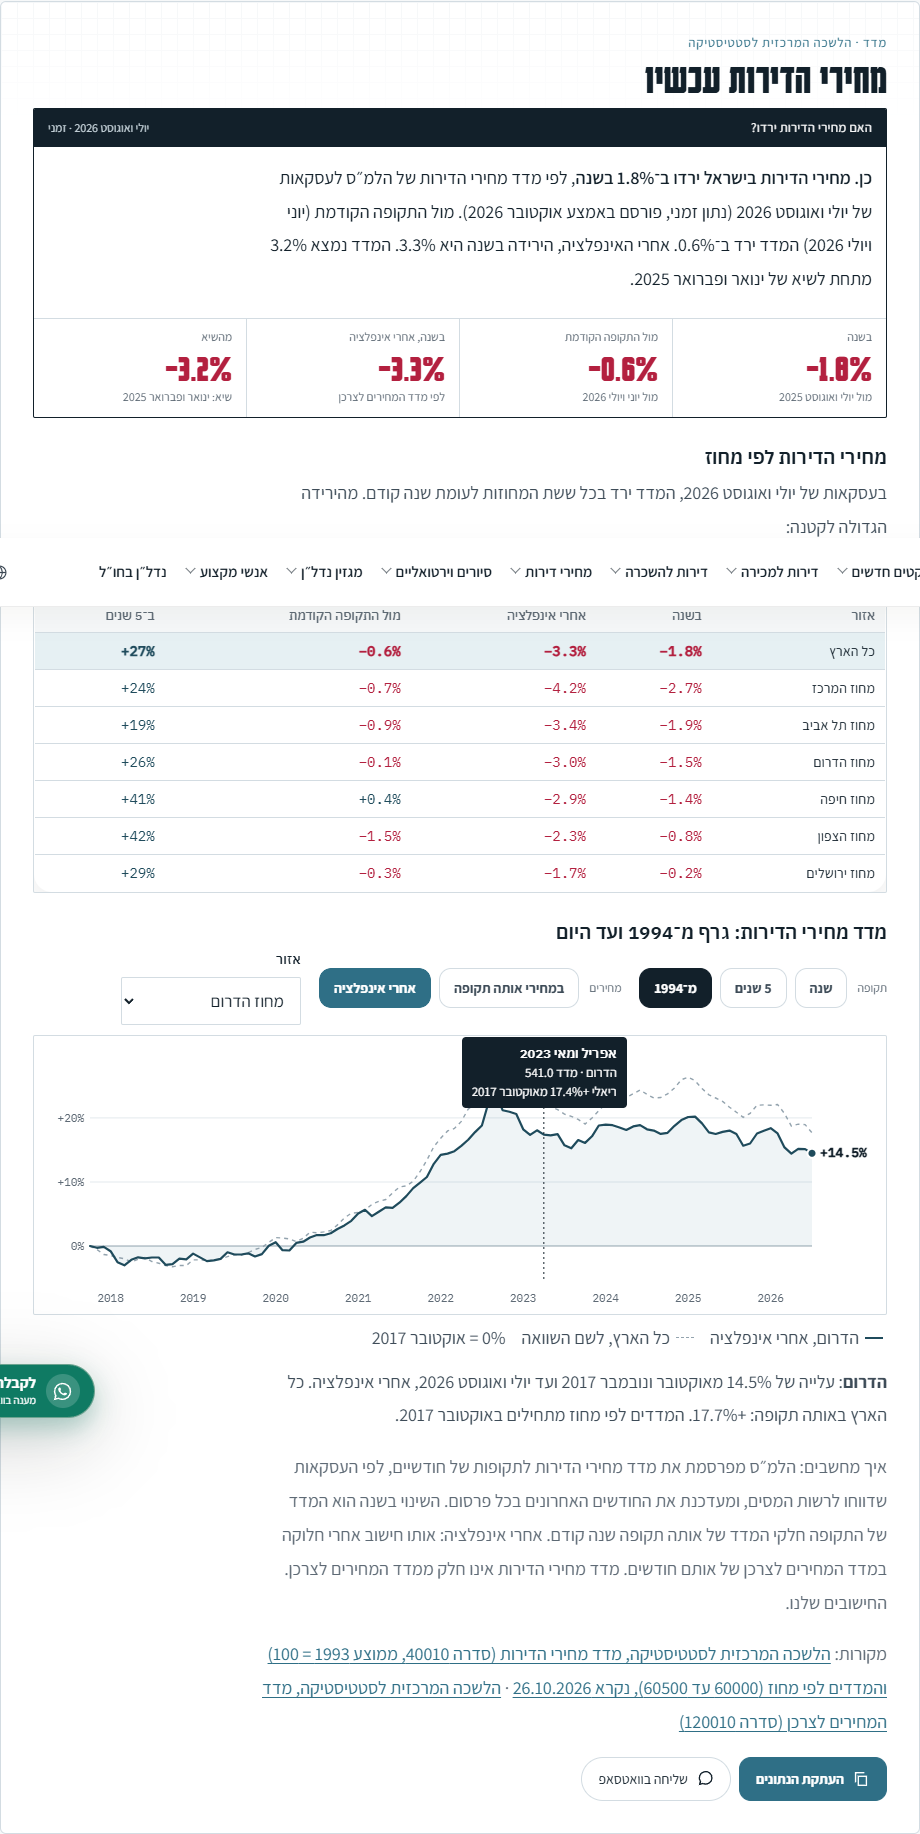 מדד · הלשכה המרכזית לסטטיסטיקה
מחירי הדירות עכשיו
האם מחירי הדירות ירדו?
יולי ואוגוסט 2026 · זמני
כן. מחירי הדירות בישראל ירדו ב־1.8% בשנה, לפי מדד מחירי הדירות של הלמ״ס לעסקאות
של יולי ואוגוסט 2026 (נתון זמני, פורסם באמצע אוקטובר 2026). מול התקופה הקודמת (יוני
ויולי 2026) המדד ירד ב־0.6%. אחרי האינפלציה, הירידה בשנה היא 3.3%. המדד נמצא 3.2%
מתחת לשיא של ינואר ופברואר 2025.
בשנה
−1.8%
מול יולי ואוגוסט 2025
מול התקופה הקודמת
−0.6%
מול יוני ויולי 2026
בשנה, אחרי אינפלציה
−3.3%
לפי מדד המחירים לצרכן
מהשיא
−3.2%
שיא: ינואר ופברואר 2025
מחירי הדירות לפי מחוז
בעסקאות של יולי ואוגוסט 2026, המדד ירד בכל ששת המחוזות לעומת שנה קודם. מהירידה
הגדולה לקטנה:
קטים חדשים דירות למכירה דירות להשכרה מחירי דירות סיורים וירטואליים מגזין נדל״ן אנשי מקצוע נדל״ן בחו״ל
אזור בשנה אחרי אינפלציה מול התקופה הקודמת ב־5 שנים
כל הארץ −1.8% −3.3% −0.6% +27%
מחוז המרכז −2.7% −4.2% −0.7% +24%
מחוז תל אביב −1.9% −3.4% −0.9% +19%
מחוז הדרום −1.5% −3.0% −0.1% +26%
מחוז חיפה −1.4% −2.9% +0.4% +41%
מחוז הצפון −0.8% −2.3% −1.5% +42%
מחוז ירושלים −0.2% −1.7% −0.3% +29%
מדד מחירי הדירות: גרף מ־1994 ועד היום
תקופה שנה 5 שנים מ־1994 מחירים במחירי אותה תקופה אחרי אינפלציה
אזור
מחוז הדרום
אפריל ומאי 2023
הדרום · מדד 541.0
ריאלי +17.4% מאוקטובר 2017
+20%
+10%
0%
+14.5%
2018 2019 2020 2021 2022 2023 2024 2025 2026
הדרום, אחרי אינפלציה כל הארץ, לשם השוואה 0% = אוקטובר 2017
לקבלת
מענה בוו
הדרום: עלייה של 14.5% מאוקטובר ונובמבר 2017 ועד יולי ואוגוסט 2026, אחרי אינפלציה. כל
הארץ באותה תקופה: +17.7%. המדדים לפי מחוז מתחילים באוקטובר 2017.
איך מחשבים: הלמ״ס מפרסמת את מדד מחירי הדירות לתקופות של חודשיים, לפי העסקאות
שדווחו לרשות המסים, ומעדכנת את החודשים האחרונים בכל פרסום. השינוי בשנה הוא המדד
של התקופה חלקי המדד של אותה תקופה שנה קודם. אחרי אינפלציה: אותו חישוב אחרי חלוקה
במדד המחירים לצרכן של אותם חודשים. מדד מחירי הדירות אינו חלק ממדד המחירים לצרכן.
החישובים שלנו.
מקורות: הלשכה המרכזית לסטטיסטיקה, מדד מחירי הדירות (סדרה 40010, ממוצע 1993 = 100)
והמדדים לפי מחוז (60000 עד 60500), נקרא 26.10.2026 · הלשכה המרכזית לסטטיסטיקה, מדד
המחירים לצרכן (סדרה 120010)
העתקת הנתונים
שליחה בוואטסאפ